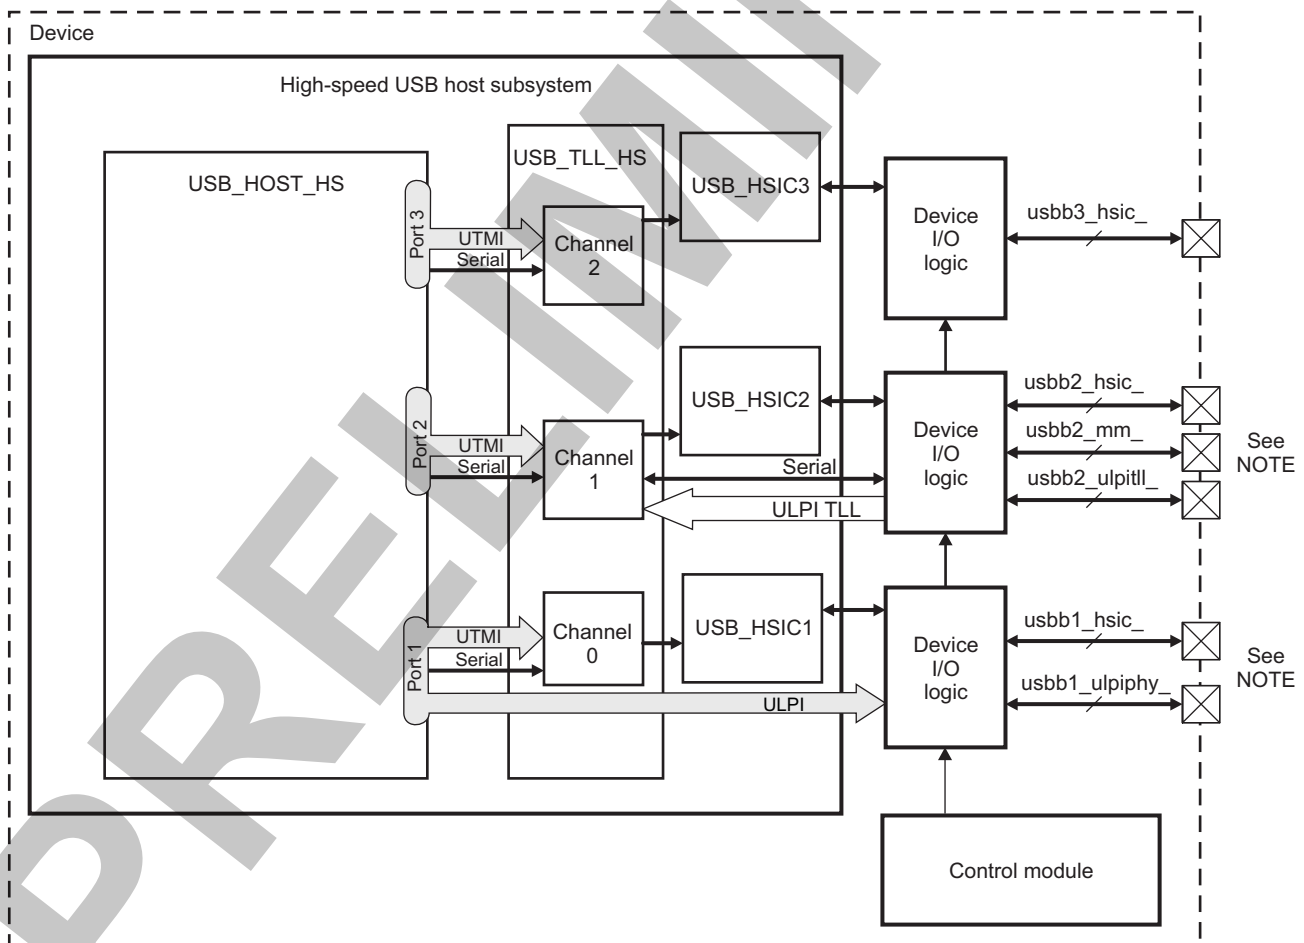 Device
High-speed USB host subsystem
USB_HOST_HS
USB_TLL_HS
USB_HSIC3
Port 3
UTMI
Serial
Channel
2
Device
I/O
logic
usbb3_hsic_
Port 2
UTMI
Serial
Channel
1
USB_HSIC2
Serial
ULPI TLL
Device
I/O
logic
usbb2_hsic_
usbb2_mm_
usbb2_ulpitll_
See
NOTE
Port 1
UTMI
Serial
Channel
0
USB_HSIC1
ULPI
Device
I/O
logic
usbb1_hsic_
usbb1_ulpiphy_
See
NOTE
Control module
PRELIMI